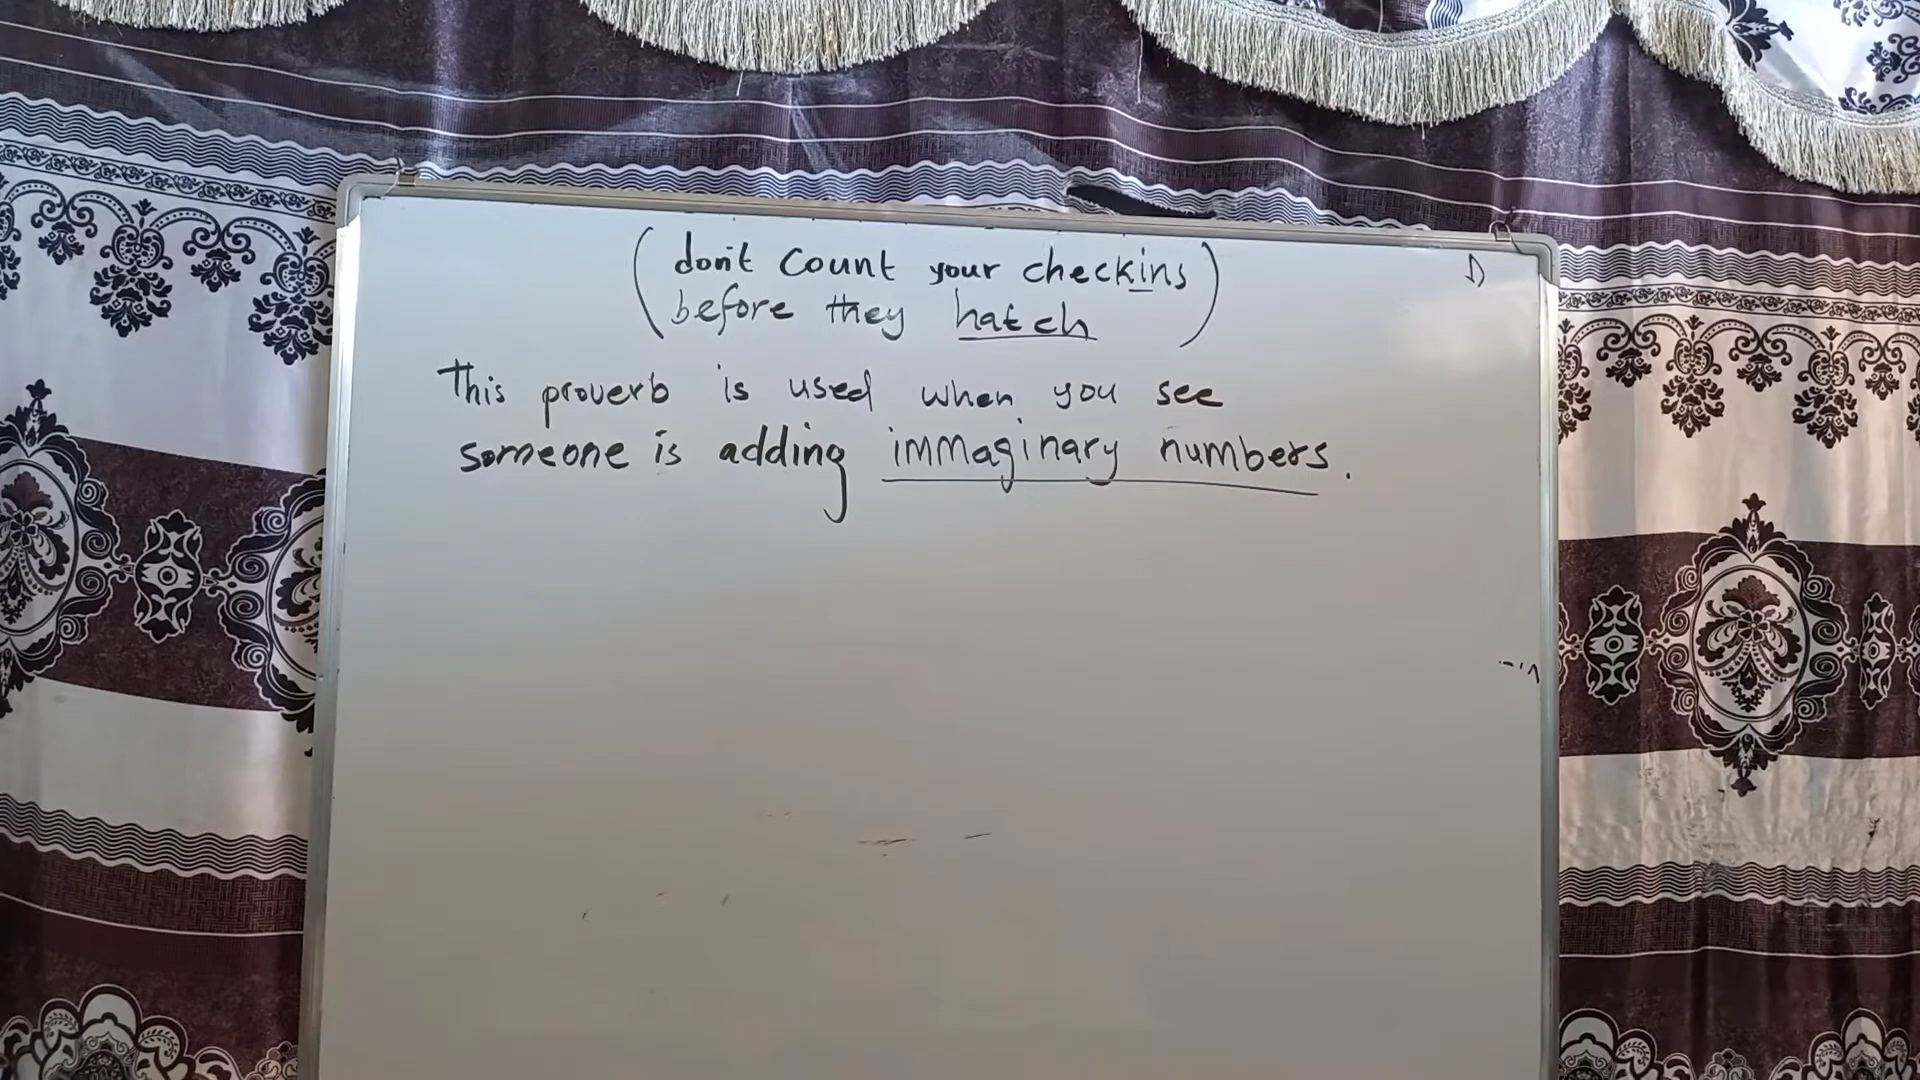 (don't count your checkins
before they hatch)
This proverb is used when you see
someone is adding immaginary numbers.